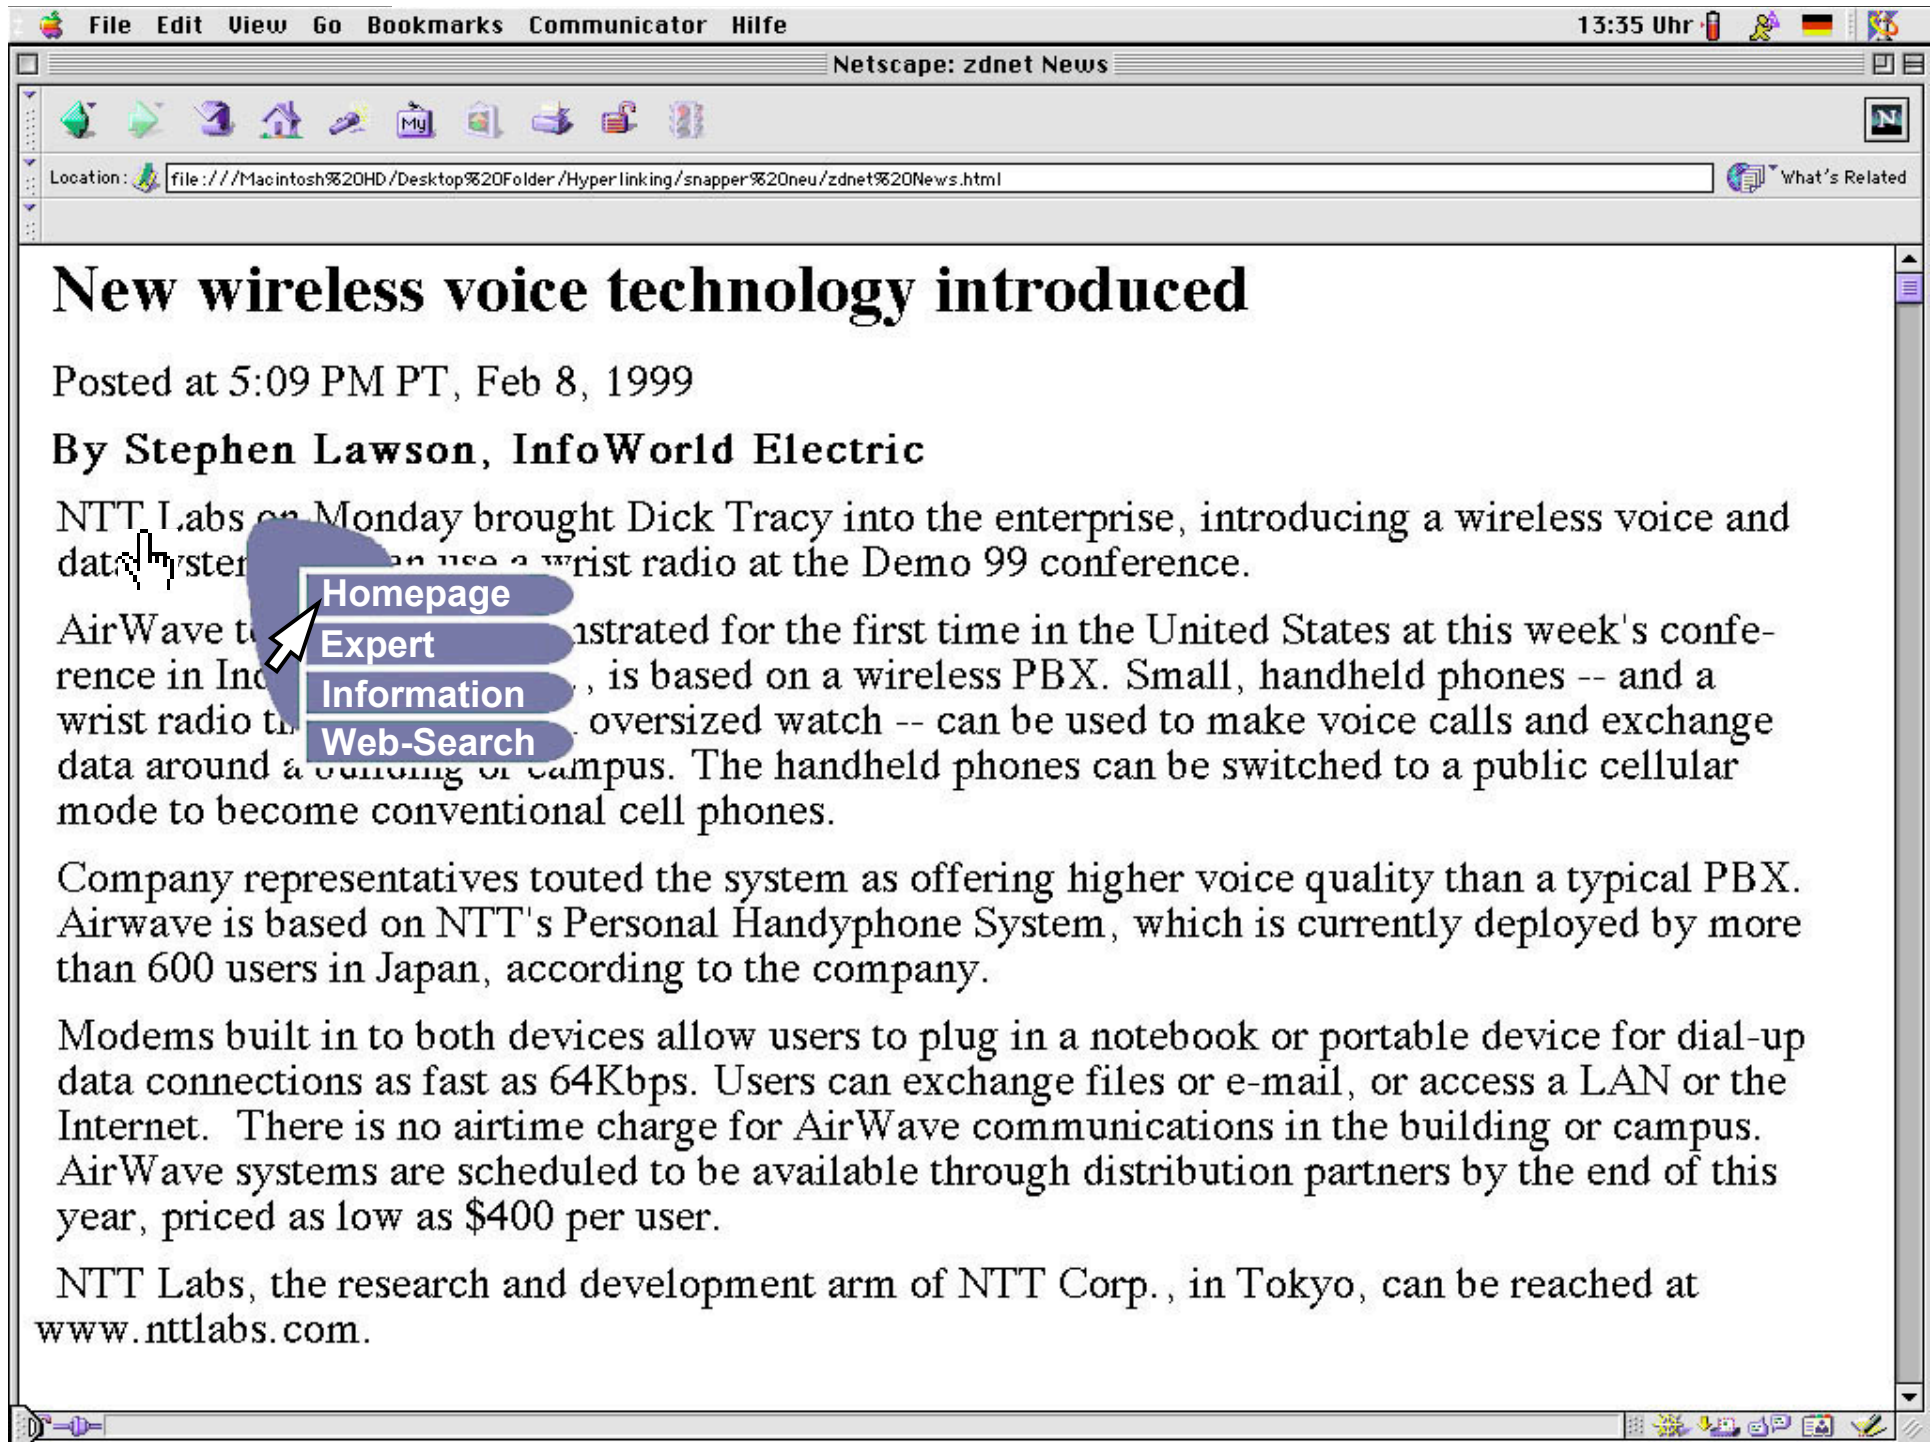 File Edit View Go Bookmarks Communicator Hilfe 13:35 Uhr
Netscape: zdnet News
My
N
Location: file:///Macintosh%20HD/Desktop%20Folder/Hyperlinking/snapper%20neu/zdnet%20News.html What's Related
New wireless voice technology introduced
Posted at 5:09 PM PT, Feb 8, 1999
By Stephen Lawson, InfoWorld Electric
NTT Labs on Monday brought Dick Tracy into the enterprise, introducing a wireless voice and
data use a wrist radio at the Demo 99 conference.
Homepage
Expert
Information
Web-Search
AirWave for the first time in the United States at this week's confe-
rence in , is based on a wireless PBX. Small, handheld phones -- and a
wrist radio oversized watch -- can be used to make voice calls and exchange
data around a building or campus. The handheld phones can be switched to a public cellular
mode to become conventional cell phones.
Company representatives touted the system as offering higher voice quality than a typical PBX.
Airwave is based on NTT's Personal Handyphone System, which is currently deployed by more
than 600 users in Japan, according to the company.
Modems built in to both devices allow users to plug in a notebook or portable device for dial-up
data connections as fast as 64Kbps. Users can exchange files or e-mail, or access a LAN or the
Internet. There is no airtime charge for AirWave communications in the building or campus.
AirWave systems are scheduled to be available through distribution partners by the end of this
year, priced as low as $400 per user.
NTT Labs, the research and development arm of NTT Corp., in Tokyo, can be reached at
www.nttlabs.com.